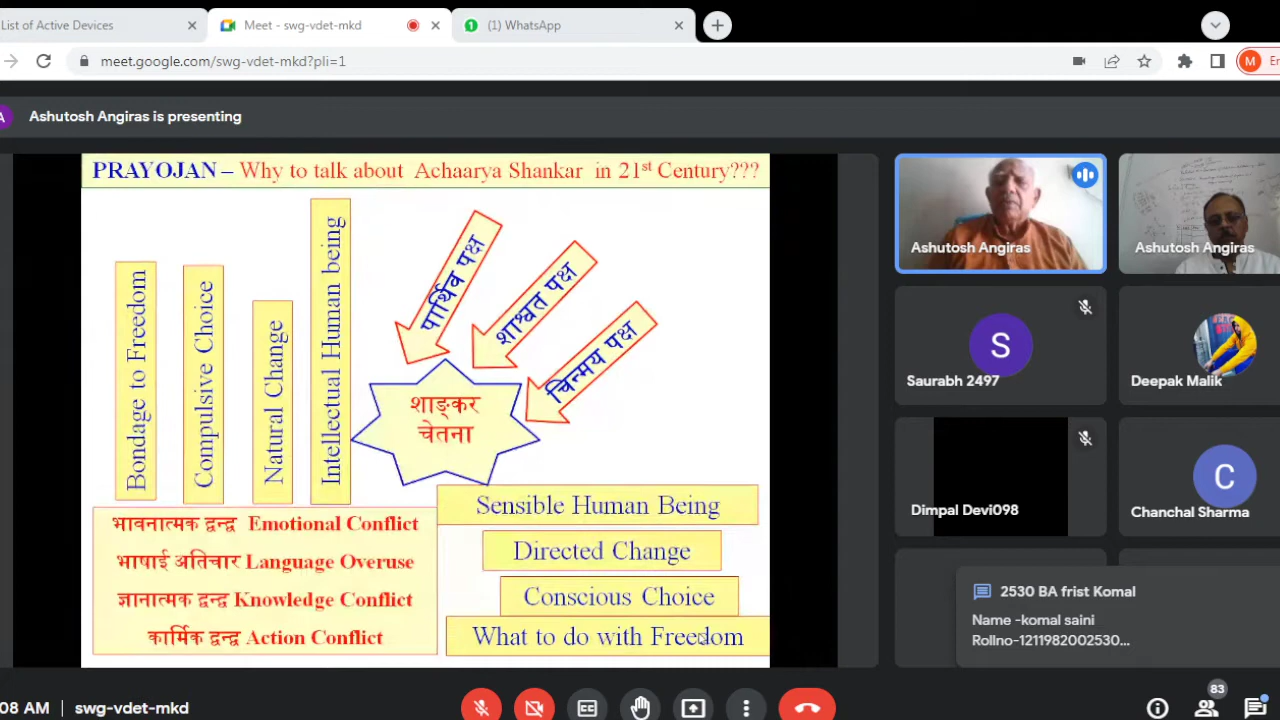 List of Active Devices
Meet - swg-vdet-mkd
(1) WhatsApp
meet.google.com/swg-vdet-mkd?pli=1
M
A
Ashutosh Angiras is presenting
PRAYOJAN – Why to talk about Achaarya Shankar in 21st Century???
Bondage to Freedom
Compulsive Choice
Natural Change
Intellectual Human being
पार्थिव पक्ष
शाश्वत पक्ष
चिन्मय पक्ष
शाङ्कर
चेतना
भावनात्मक द्वन्द्व Emotional Conflict
भाषाई अतिचार Language Overuse
ज्ञानात्मक द्वन्द्व Knowledge Conflict
कार्मिक द्वन्द्व Action Conflict
Sensible Human Being
Directed Change
Conscious Choice
What to do with Freedom
Ashutosh Angiras
Ashutosh Angiras
S
Saurabh 2497
Deepak Malik
Dimpal Devi098
C
Chanchal Sharma
2530 BA frist Komal
Name -komal saini
Rollno-1211982002530...
:08 AM
swg-vdet-mkd
83